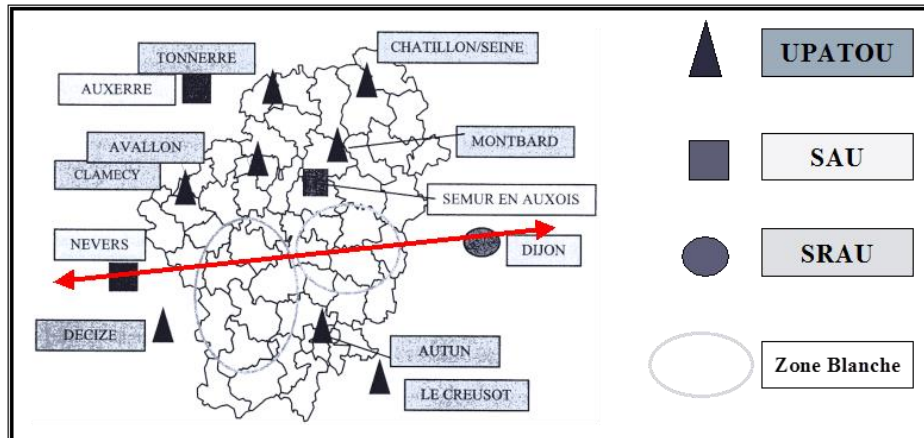 CHATILLON/SEINE
TONNERRE
AUXERRE
AVALLON
CLAMECY
MONTBARD
SEMUR EN AUXOIS
NEVERS
DIJON
DECIZE
AUTUN
LE CREUSOT
UPATOU
SAU
SRAU
Zone Blanche